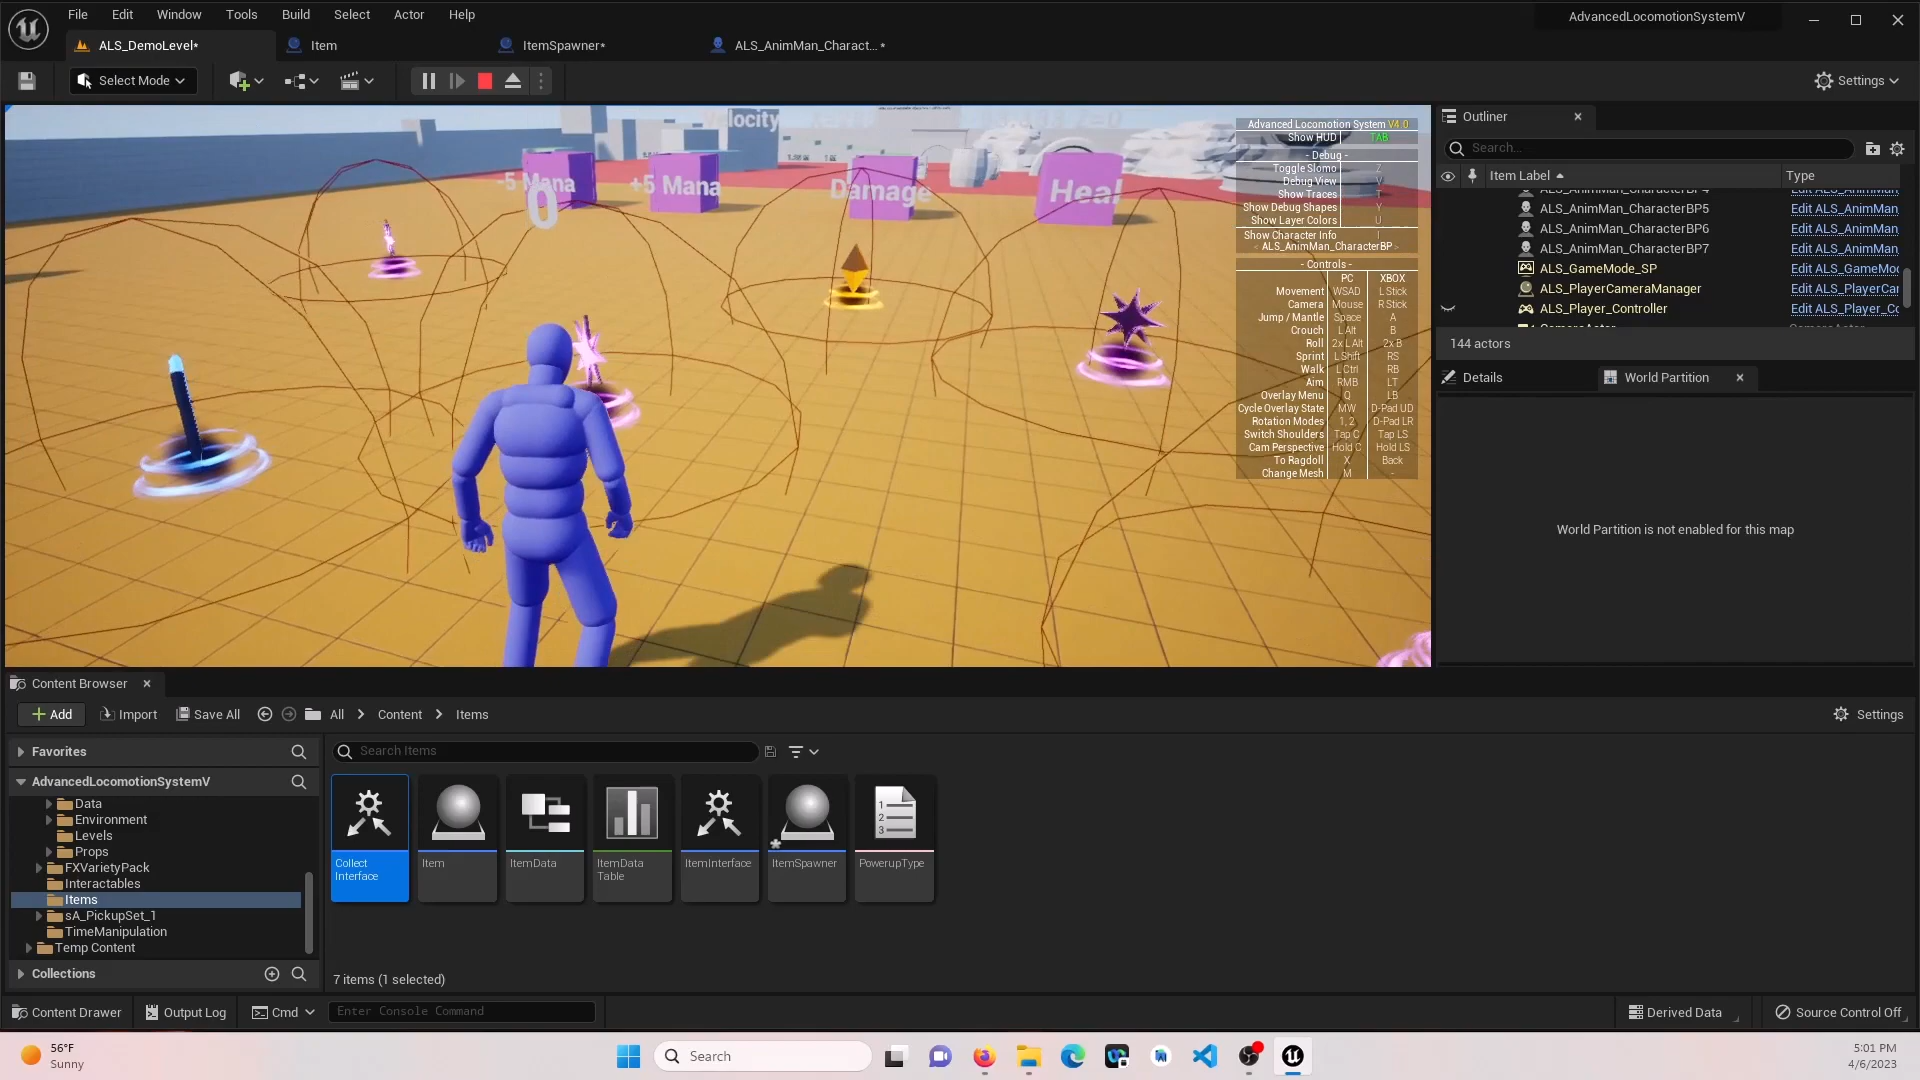 File Edit Window Tools Build Select Actor Help
AdvancedLocomotionSystemV
ALS_DemoLevel*
Item
ItemSpawner*
ALS_AnimMan_Charact... *
Select Mode
Settings
-5 Mana
0
+5 Mana
Damage
Heal
Advanced Locomotion System V4.0
Show HUD TAB
- Debug -
Toggle Slomo Z
Debug View V
Show Traces T
Show Debug Shapes Y
Show Layer Colors U
Show Character Info I
< ALS_AnimMan_CharacterBP >
- Controls -
PC XBOX
Movement WSAD L Stick
Camera Mouse R Stick
Jump / Mantle Space A
Crouch L Alt B
Roll 2x L Alt 2x B
Sprint L Shift RS
Walk L Ctrl RB
Aim RMB LT
Overlay Menu Q LB
Cycle Overlay State MW D-Pad UD
Rotation Modes 1, 2 D-Pad LR
Switch Shoulders Tap C Tap LS
Cam Perspective Hold C Hold LS
To Ragdoll X Back
Change Mesh M -
Outliner
Search...
Item Label Type
ALS_AnimMan_CharacterBP5 Edit ALS_AnimMan
ALS_AnimMan_CharacterBP6 Edit ALS_AnimMan
ALS_AnimMan_CharacterBP7 Edit ALS_AnimMan
ALS_GameMode_SP Edit ALS_GameMo
ALS_PlayerCameraManager Edit ALS_PlayerCa
ALS_Player_Controller Edit ALS_Player_Co
144 actors
Details
World Partition
World Partition is not enabled for this map
Content Browser
Add
Import
Save All
All > Content > Items
Settings
Favorites
Search Items
AdvancedLocomotionSystemV
Data
Environment
Levels
Props
FXVarietyPack
Interactables
Items
sA_PickupSet_1
TimeManipulation
Temp Content
Collections
Collect
Interface
Item
ItemData
ItemData
Table
ItemInterface
ItemSpawner
PowerupType
7 items (1 selected)
Content Drawer
Output Log
Cmd
Enter Console Command
Derived Data
Source Control Off
56°F
Sunny
Search
5:01 PM
4/6/2023